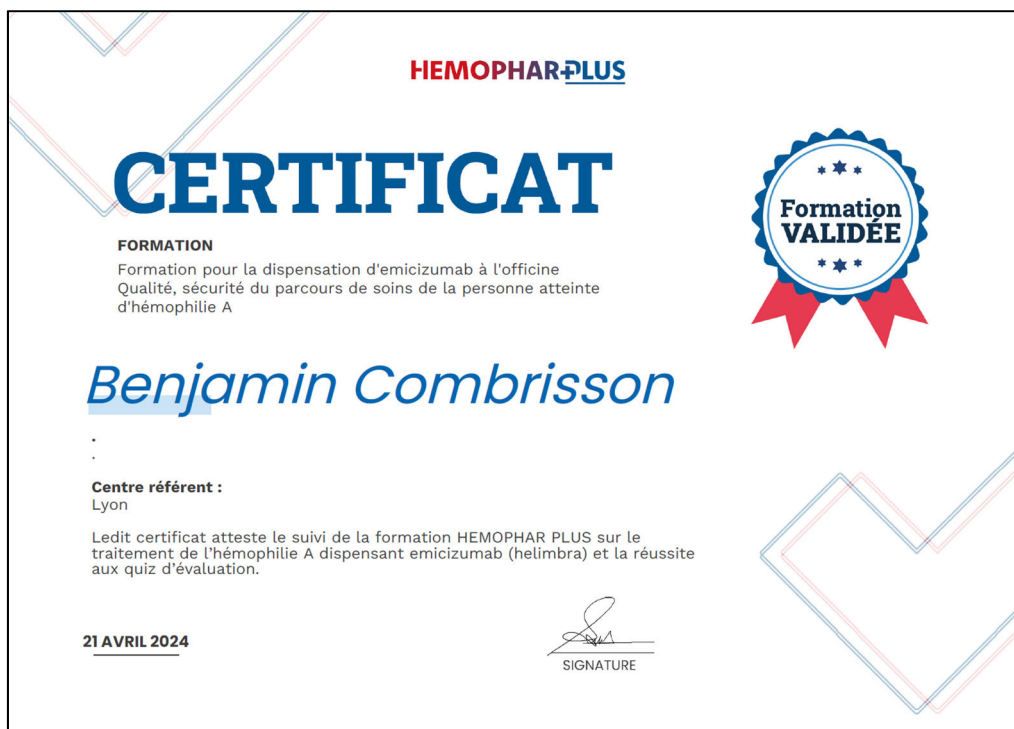 HEMOPHAR PLUS
CERTIFICAT
Formation
VALIDÉE
FORMATION
Formation pour la dispensation d'emicizumab à l'officine
Qualité, sécurité du parcours de soins de la personne atteinte
d'hémophilie A
Benjamin Combrisson
.
.
Centre référent :
Lyon
Ledit certificat atteste le suivi de la formation HEMOPHAR PLUS sur le
traitement de l’hémophilie A dispensant emicizumab (helimbra) et la réussite
aux quiz d’évaluation.
21 AVRIL 2024
SIGNATURE